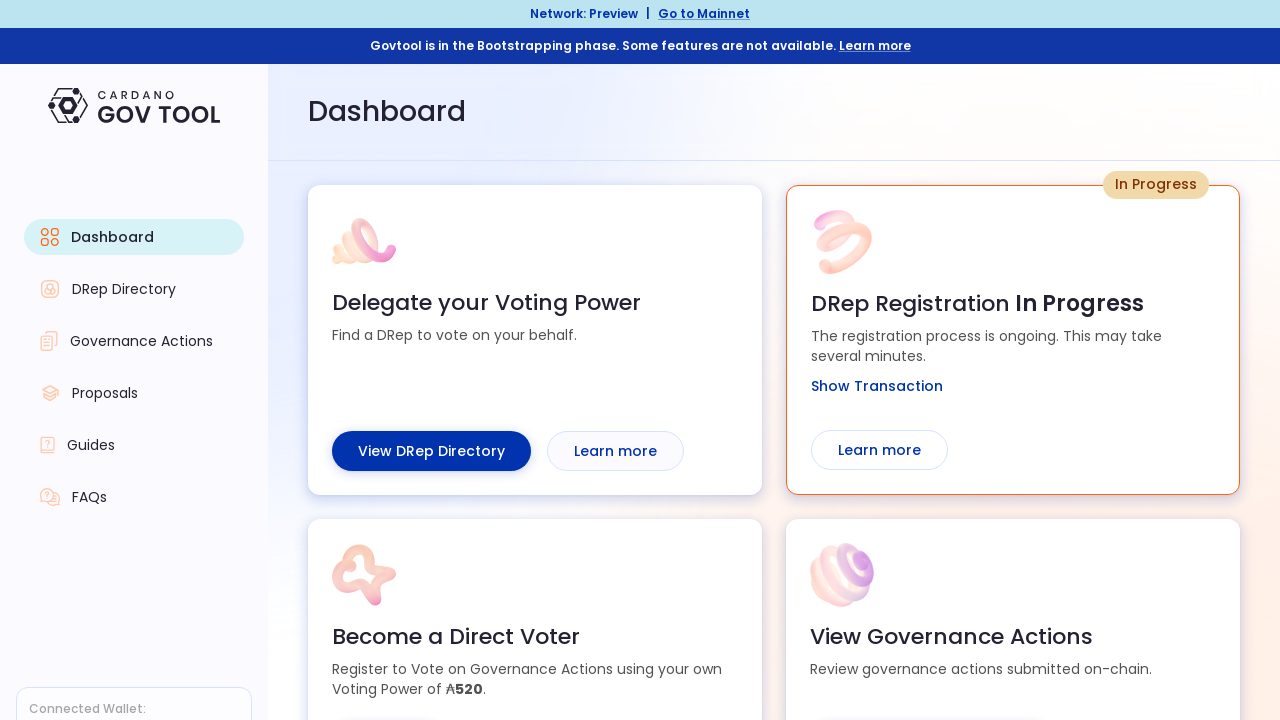 Network: Preview | Go to Mainnet
Govtool is in the Bootstrapping phase. Some features are not available. Learn more
CARDANO
GOV TOOL
Dashboard
DRep Directory
Governance Actions
Proposals
Guides
FAQs
Connected Wallet:
Dashboard
Delegate your Voting Power
Find a DRep to vote on your behalf.
View DRep Directory
Learn more
In Progress
DRep Registration In Progress
The registration process is ongoing. This may take
several minutes.
Show Transaction
Learn more
Become a Direct Voter
Register to Vote on Governance Actions using your own
Voting Power of ₳520.
View Governance Actions
Review governance actions submitted on-chain.